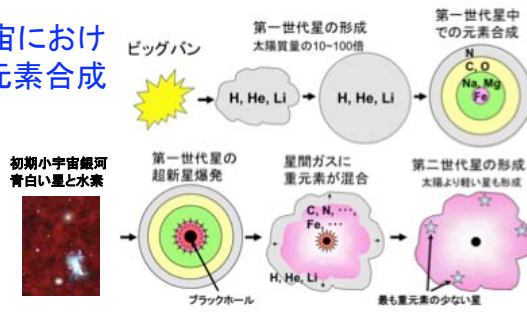 宙におけ
元素合成
ビッグバン
H, He, Li
第一世代星の形成
太陽質量の10~100倍
H, He, Li
第一世代星中
での元素合成
N
C, O
Na, Mg
Fe
初期小宇宙銀河
青白い星と水素
第一世代星の
超新星爆発
ブラックホール
星間ガスに
重元素が混合
C, N, ···,
Fe, ···
H, He, Li
第二世代星の形成
太陽より軽い星も形成
最も重元素の少ない星